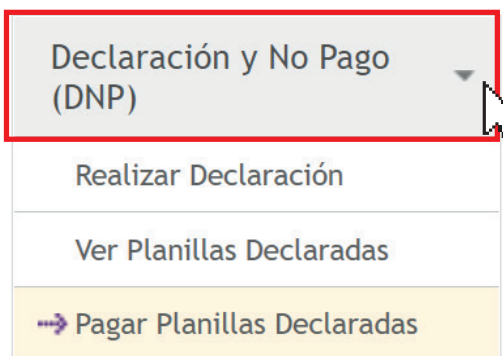 Declaración y No Pago
(DNP)
Realizar Declaración
Ver Planillas Declaradas
Pagar Planillas Declaradas